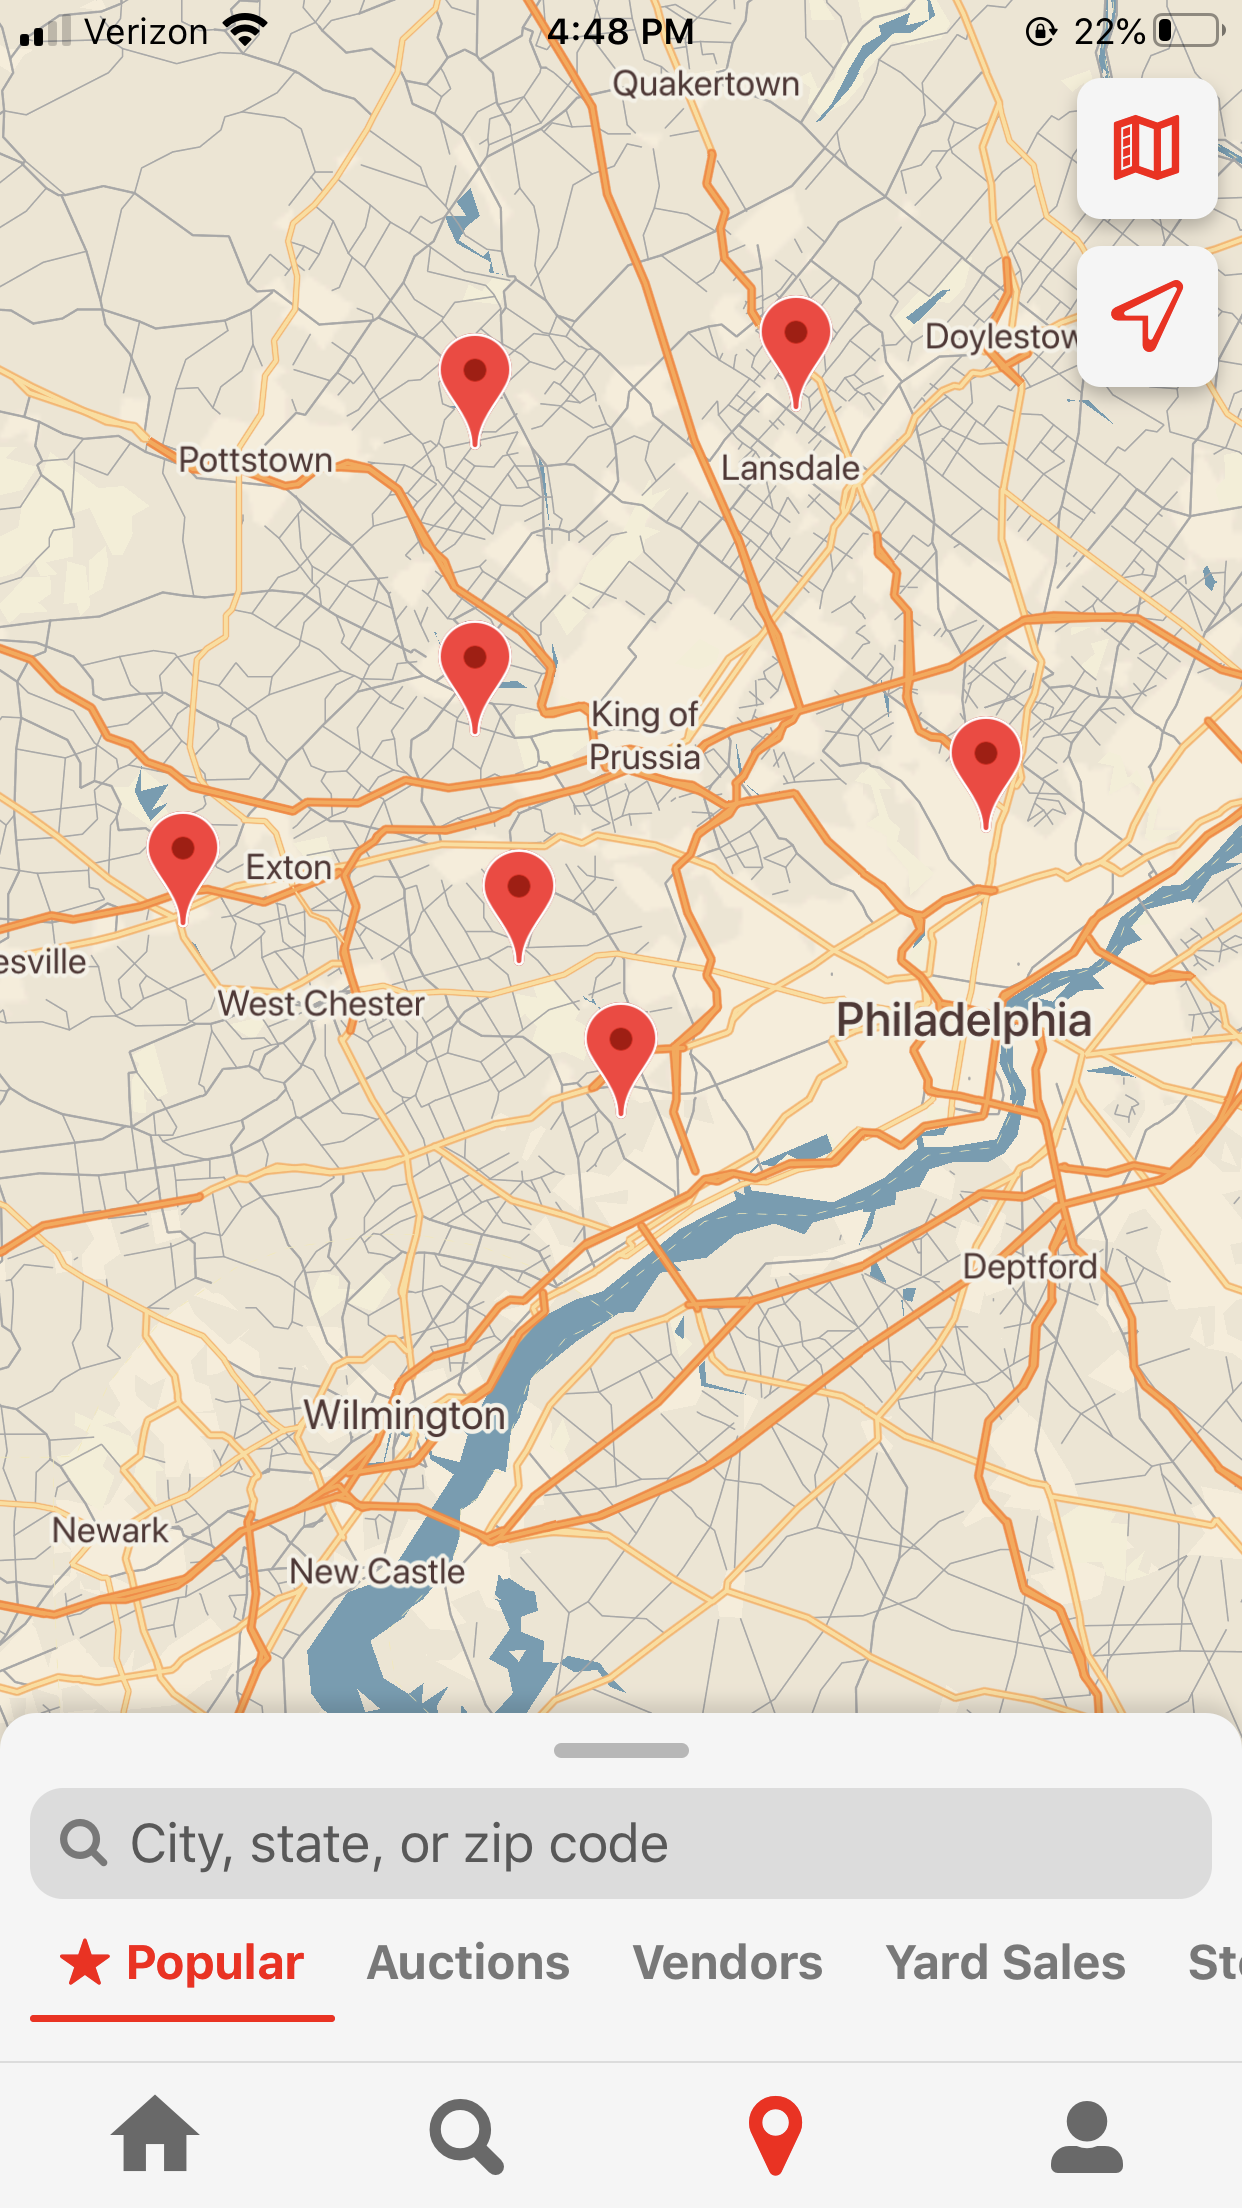 Verizon 4:48 PM 22%
Quakertown
Doylestow
Pottstown
Lansdale
King of
Prussia
Exton
esville
West Chester
Philadelphia
Deptford
Wilmington
Newark
New Castle
City, state, or zip code
Popular Auctions Vendors Yard Sales Sto